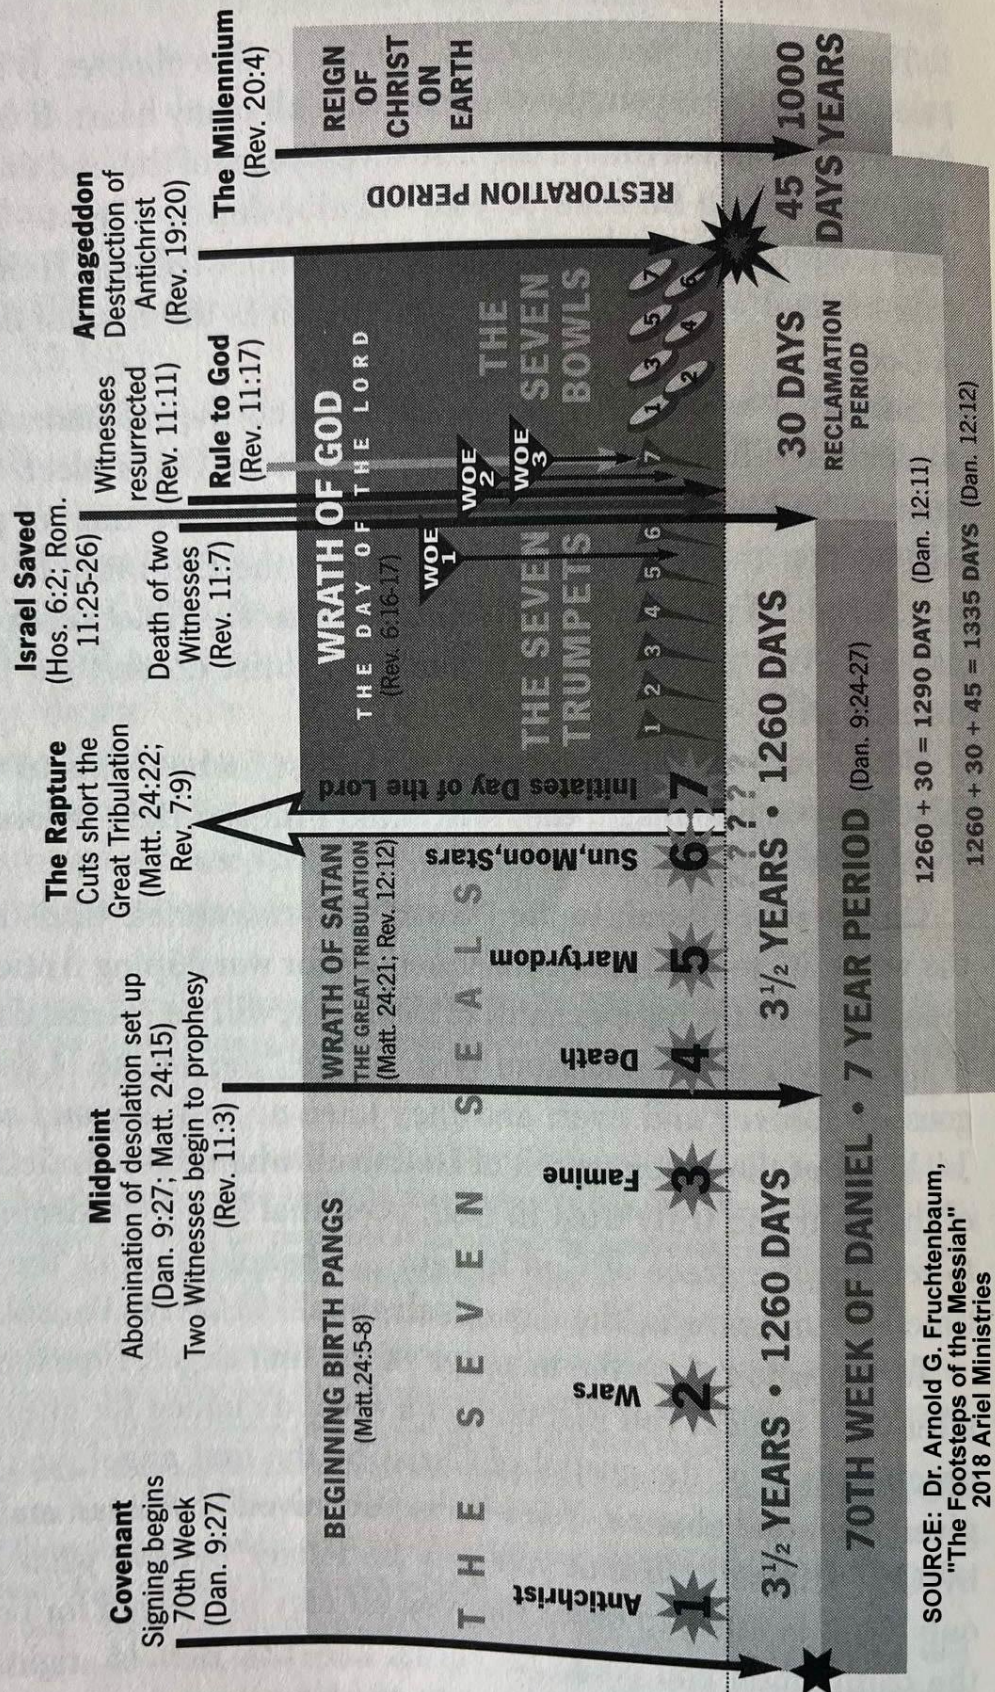 Covenant
Signing begins
70th Week
(Dan. 9:27)
Midpoint
Abomination of desolation set up
(Dan. 9:27; Matt. 24:15)
Two Witnesses begin to prophesy
(Rev. 11:3)
The Rapture
Cuts short the
Great Tribulation
(Matt. 24:22;
Rev. 7:9)
Israel Saved
(Hos. 6:2; Rom.
11:25-26)
Death of two
Witnesses
(Rev. 11:7)
Witnesses
resurrected
(Rev. 11:11)
Rule to God
(Rev. 11:17)
Armageddon
Destruction of
Antichrist
(Rev. 19:20)
The Millennium
(Rev. 20:4)
BEGINNING BIRTH PANGS
(Matt.24:5-8)
WRATH OF SATAN
THE GREAT TRIBULATION
(Matt. 24:21; Rev. 12:12)
WRATH OF GOD
THE DAY OF THE LORD
(Rev. 6:16-17)
REIGN
OF
CHRIST
ON
EARTH
RESTORATION PERIOD
THE SEVEN SEALS
Antichrist
Wars
Famine
Death
Martyrdom
Sun,Moon,Stars
Initiates Day of the Lord
1
2
3
4
5
6
7
WOE
1
WOE
2
WOE
3
THE SEVEN
TRUMPETS
1
2
3
4
5
6
7
THE
SEVEN
BOWLS
1
2
3
4
5
6
7
? ? ? ? ?
3½ YEARS • 1260 DAYS
3½ YEARS • 1260 DAYS
30 DAYS
RECLAMATION
PERIOD
45
DAYS
1000
YEARS
70TH WEEK OF DANIEL • 7 YEAR PERIOD (Dan. 9:24-27)
1260 + 30 = 1290 DAYS (Dan. 12:11)
1260 + 30 + 45 = 1335 DAYS (Dan. 12:12)
SOURCE: Dr. Arnold G. Fruchtenbaum,
"The Footsteps of the Messiah"
2018 Ariel Ministries